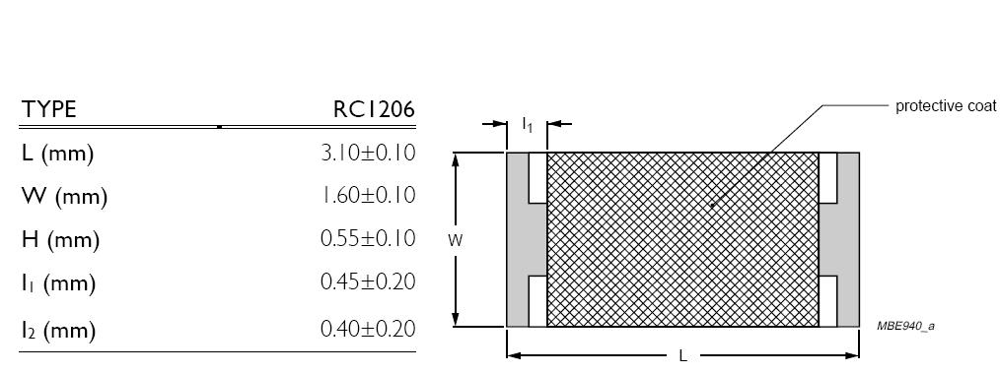 TYPE RC1206
L (mm) 3.10±0.10
W (mm) 1.60±0.10
H (mm) 0.55±0.10
I₁ (mm) 0.45±0.20
I₂ (mm) 0.40±0.20
protective coat
I₁
W
MBE940_a
L